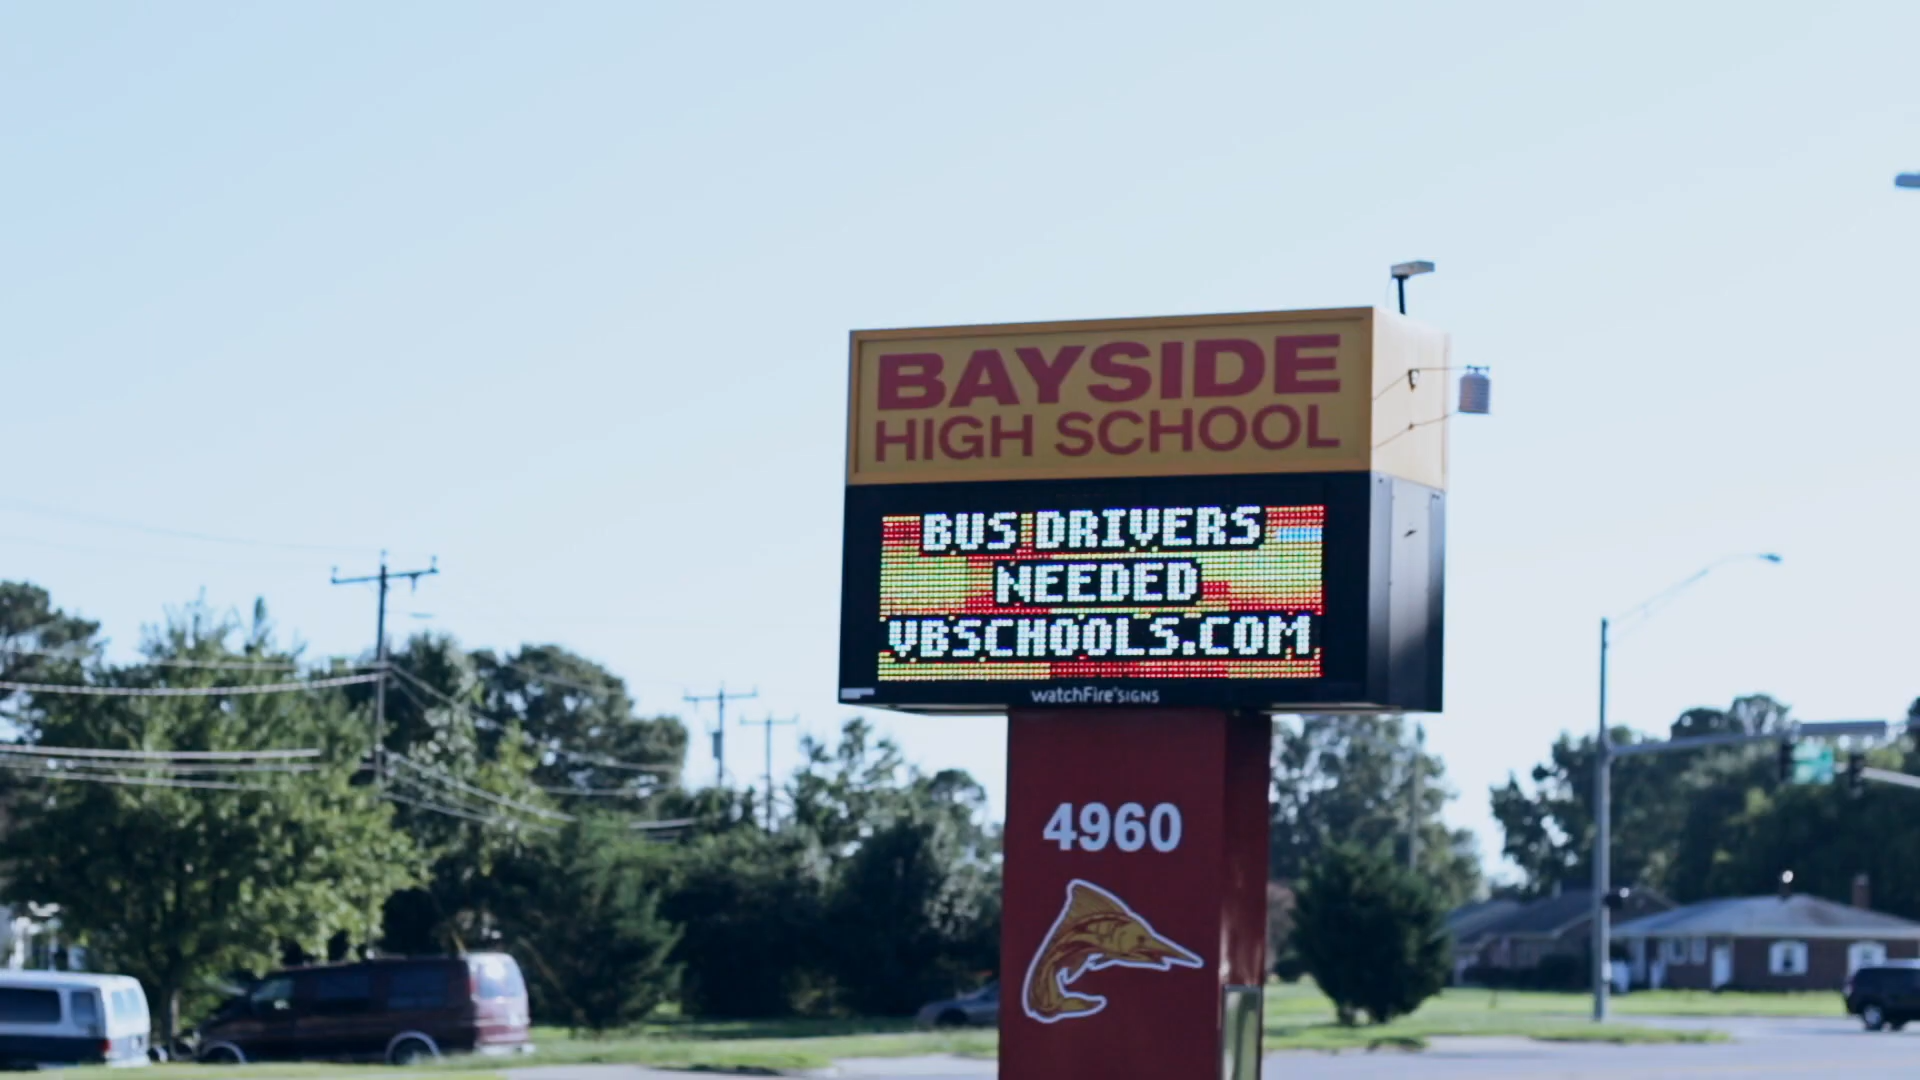 BAYSIDE
HIGH SCHOOL
BUS DRIVERS
NEEDED
VBSCHOOLS.COM
watchFire SIGNS
4960